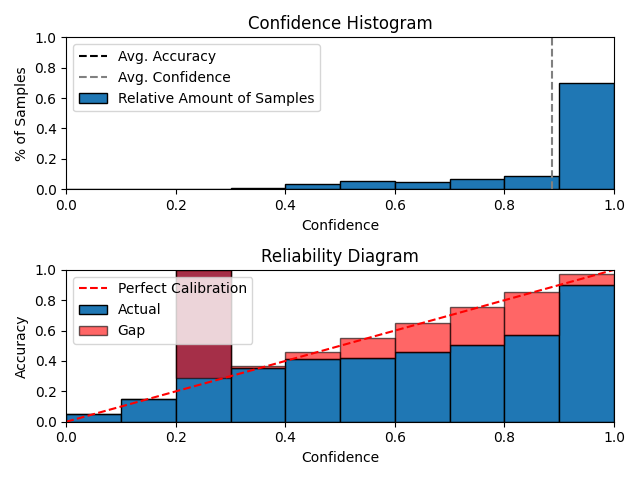 Confidence Histogram
1.0
0.8
0.6
0.4
0.2
0.0
% of Samples
Avg. Accuracy
Avg. Confidence
Relative Amount of Samples
0.0 0.2 0.4 0.6 0.8 1.0
Confidence
Reliability Diagram
1.0
0.8
0.6
0.4
0.2
0.0
Accuracy
Perfect Calibration
Actual
Gap
0.0 0.2 0.4 0.6 0.8 1.0
Confidence